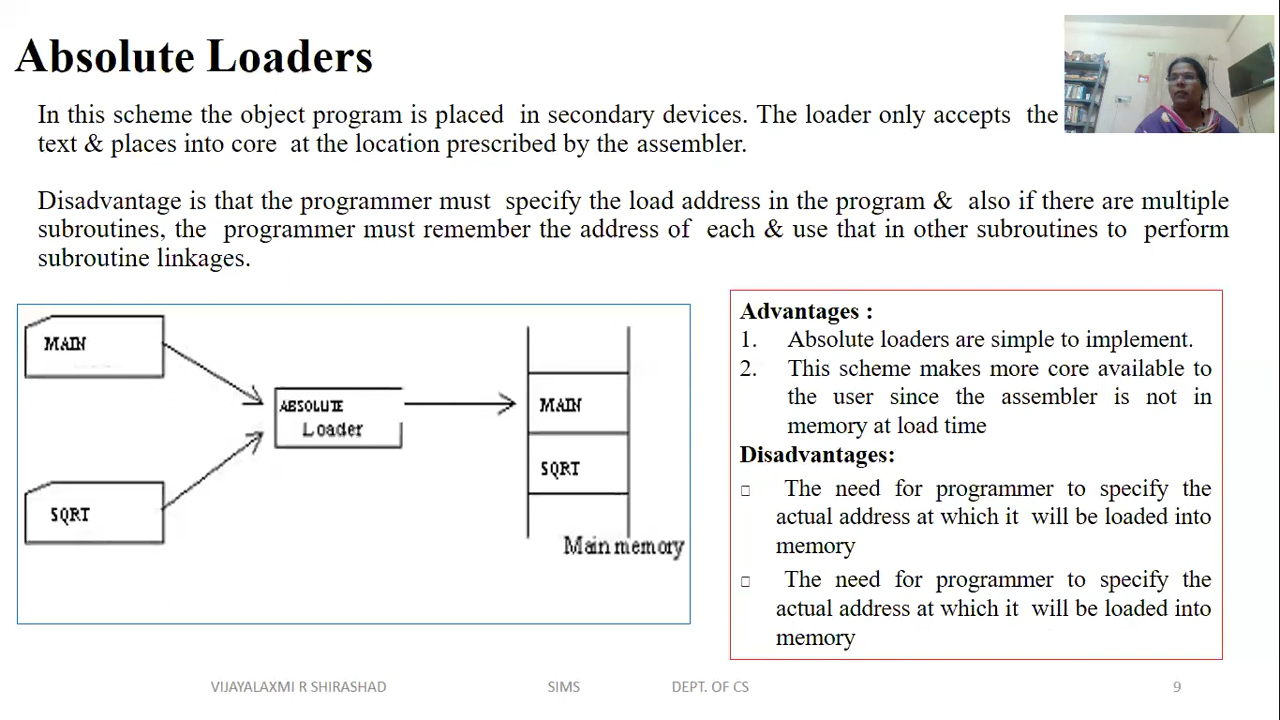 Absolute Loaders
In this scheme the object program is placed in secondary devices. The loader only accepts the
text & places into core at the location prescribed by the assembler.
Disadvantage is that the programmer must specify the load address in the program & also if there are multiple
subroutines, the programmer must remember the address of each & use that in other subroutines to perform
subroutine linkages.
MAIN
SQRT
ABSOLUTE
Loader
MAIN
SQRT
Main memory
Advantages :
1. Absolute loaders are simple to implement.
2. This scheme makes more core available to
the user since the assembler is not in
memory at load time
Disadvantages:
□ The need for programmer to specify the
actual address at which it will be loaded into
memory
□ The need for programmer to specify the
actual address at which it will be loaded into
memory
VIJAYALAXMI R SHIRASHAD SIMS DEPT. OF CS 9